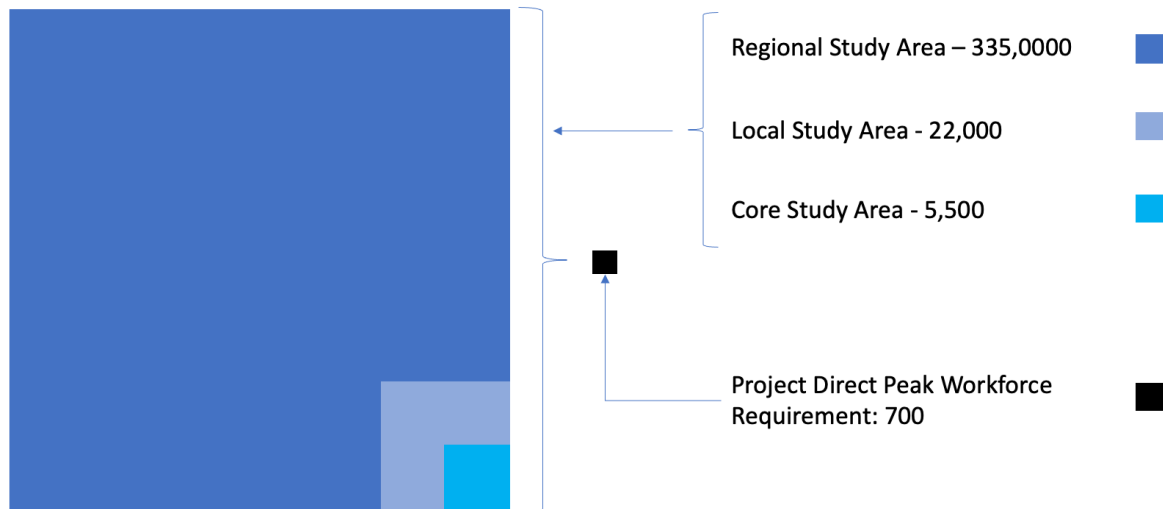 Regional Study Area – 335,0000
Local Study Area - 22,000
Core Study Area - 5,500
Project Direct Peak Workforce
Requirement: 700